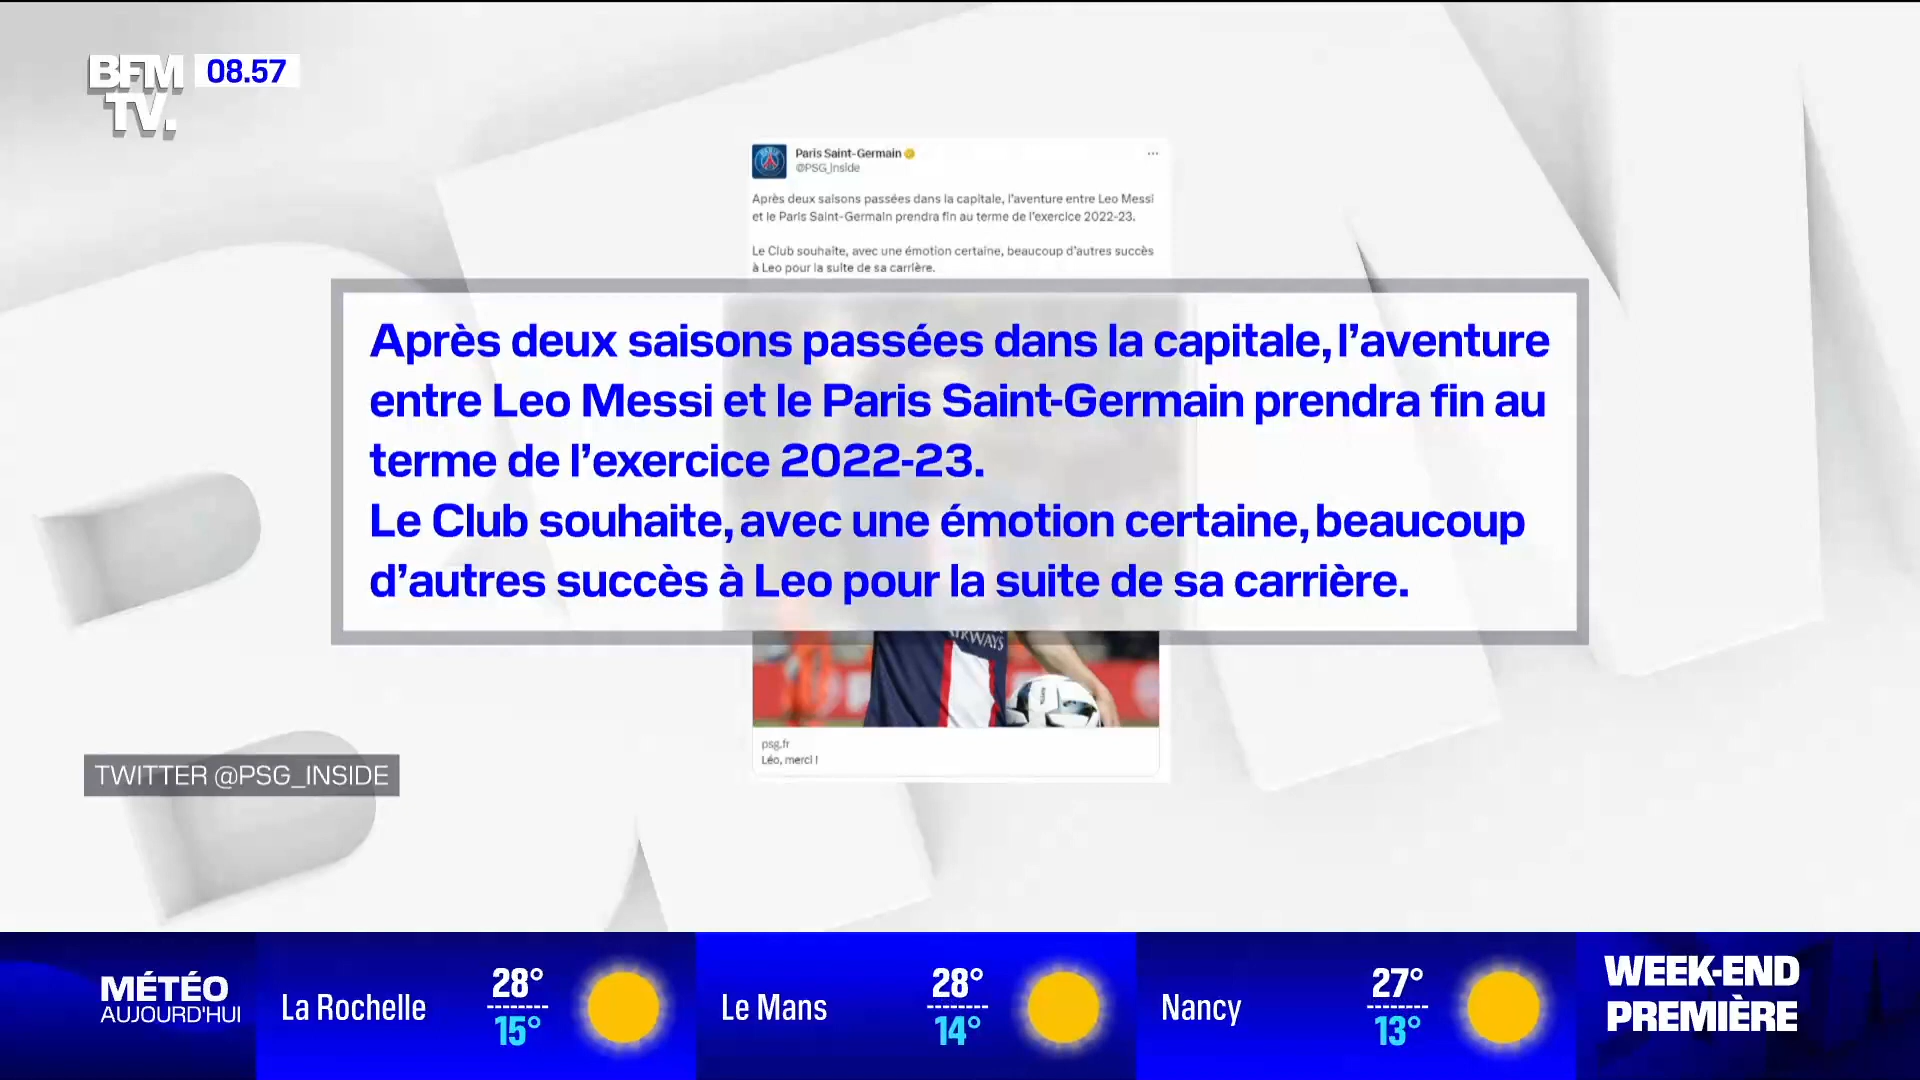 BFM
TV.
08.57
Paris Saint-Germain
@PSG_inside
Après deux saisons passées dans la capitale, l'aventure entre Leo Messi
et le Paris Saint-Germain prendra fin au terme de l'exercice 2022-23.
Le Club souhaite, avec une émotion certaine, beaucoup d'autres succès
à Leo pour la suite de sa carrière.
Après deux saisons passées dans la capitale, l'aventure
entre Leo Messi et le Paris Saint-Germain prendra fin au
terme de l'exercice 2022-23.
Le Club souhaite, avec une émotion certaine, beaucoup
d'autres succès à Leo pour la suite de sa carrière.
AIRWAYS
psg.fr
Léo, merci !
TWITTER @PSG_INSIDE
MÉTÉO
AUJOURD'HUI
La Rochelle
28°
15°
Le Mans
28°
14°
Nancy
27°
13°
WEEK-END
PREMIÈRE